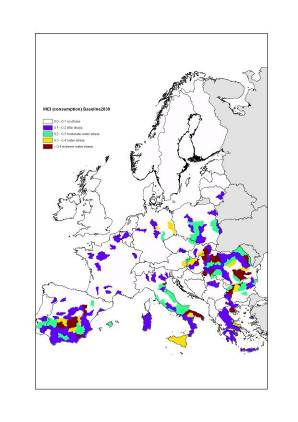 WEI (consumption) Baseline2030
0.0 - 0.1 no stress
0.1 - 0.2 little stress
0.2 - 0.3 moderate water stress
0.3 - 0.4 water stress
> 0.4 extreme water stress